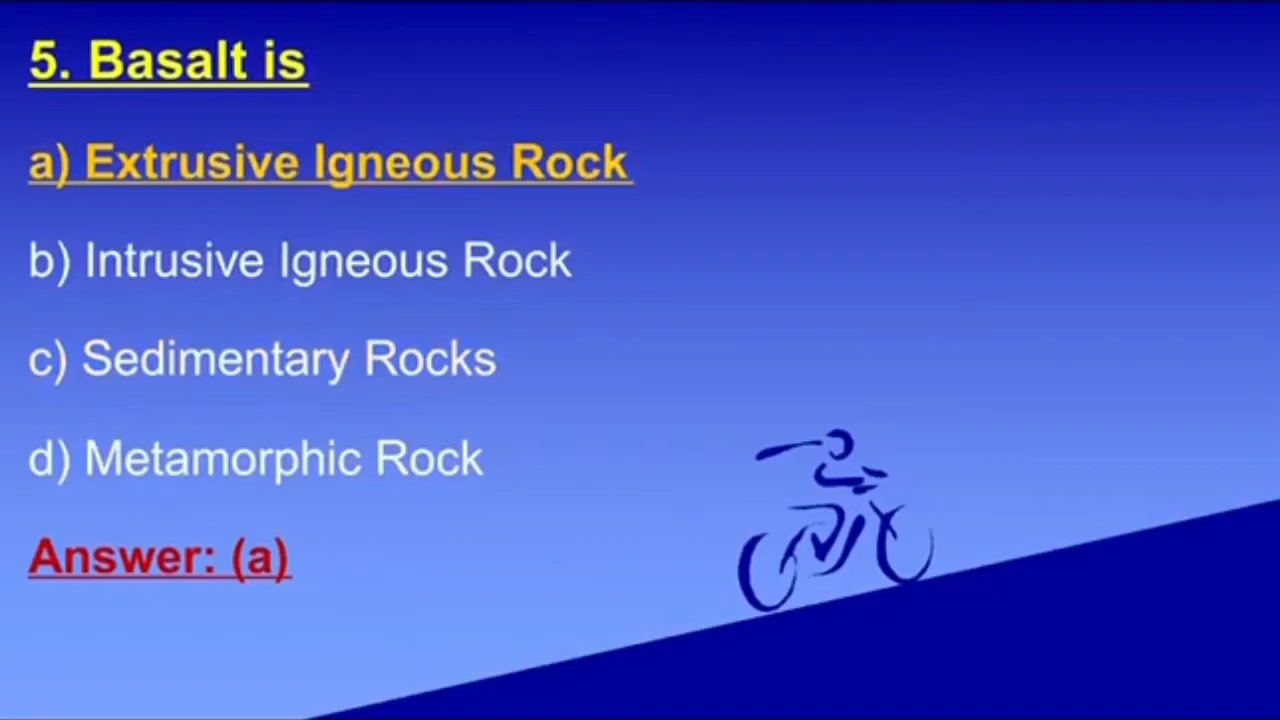 5. Basalt is
a) Extrusive Igneous Rock
b) Intrusive Igneous Rock
c) Sedimentary Rocks
d) Metamorphic Rock
Answer: (a)